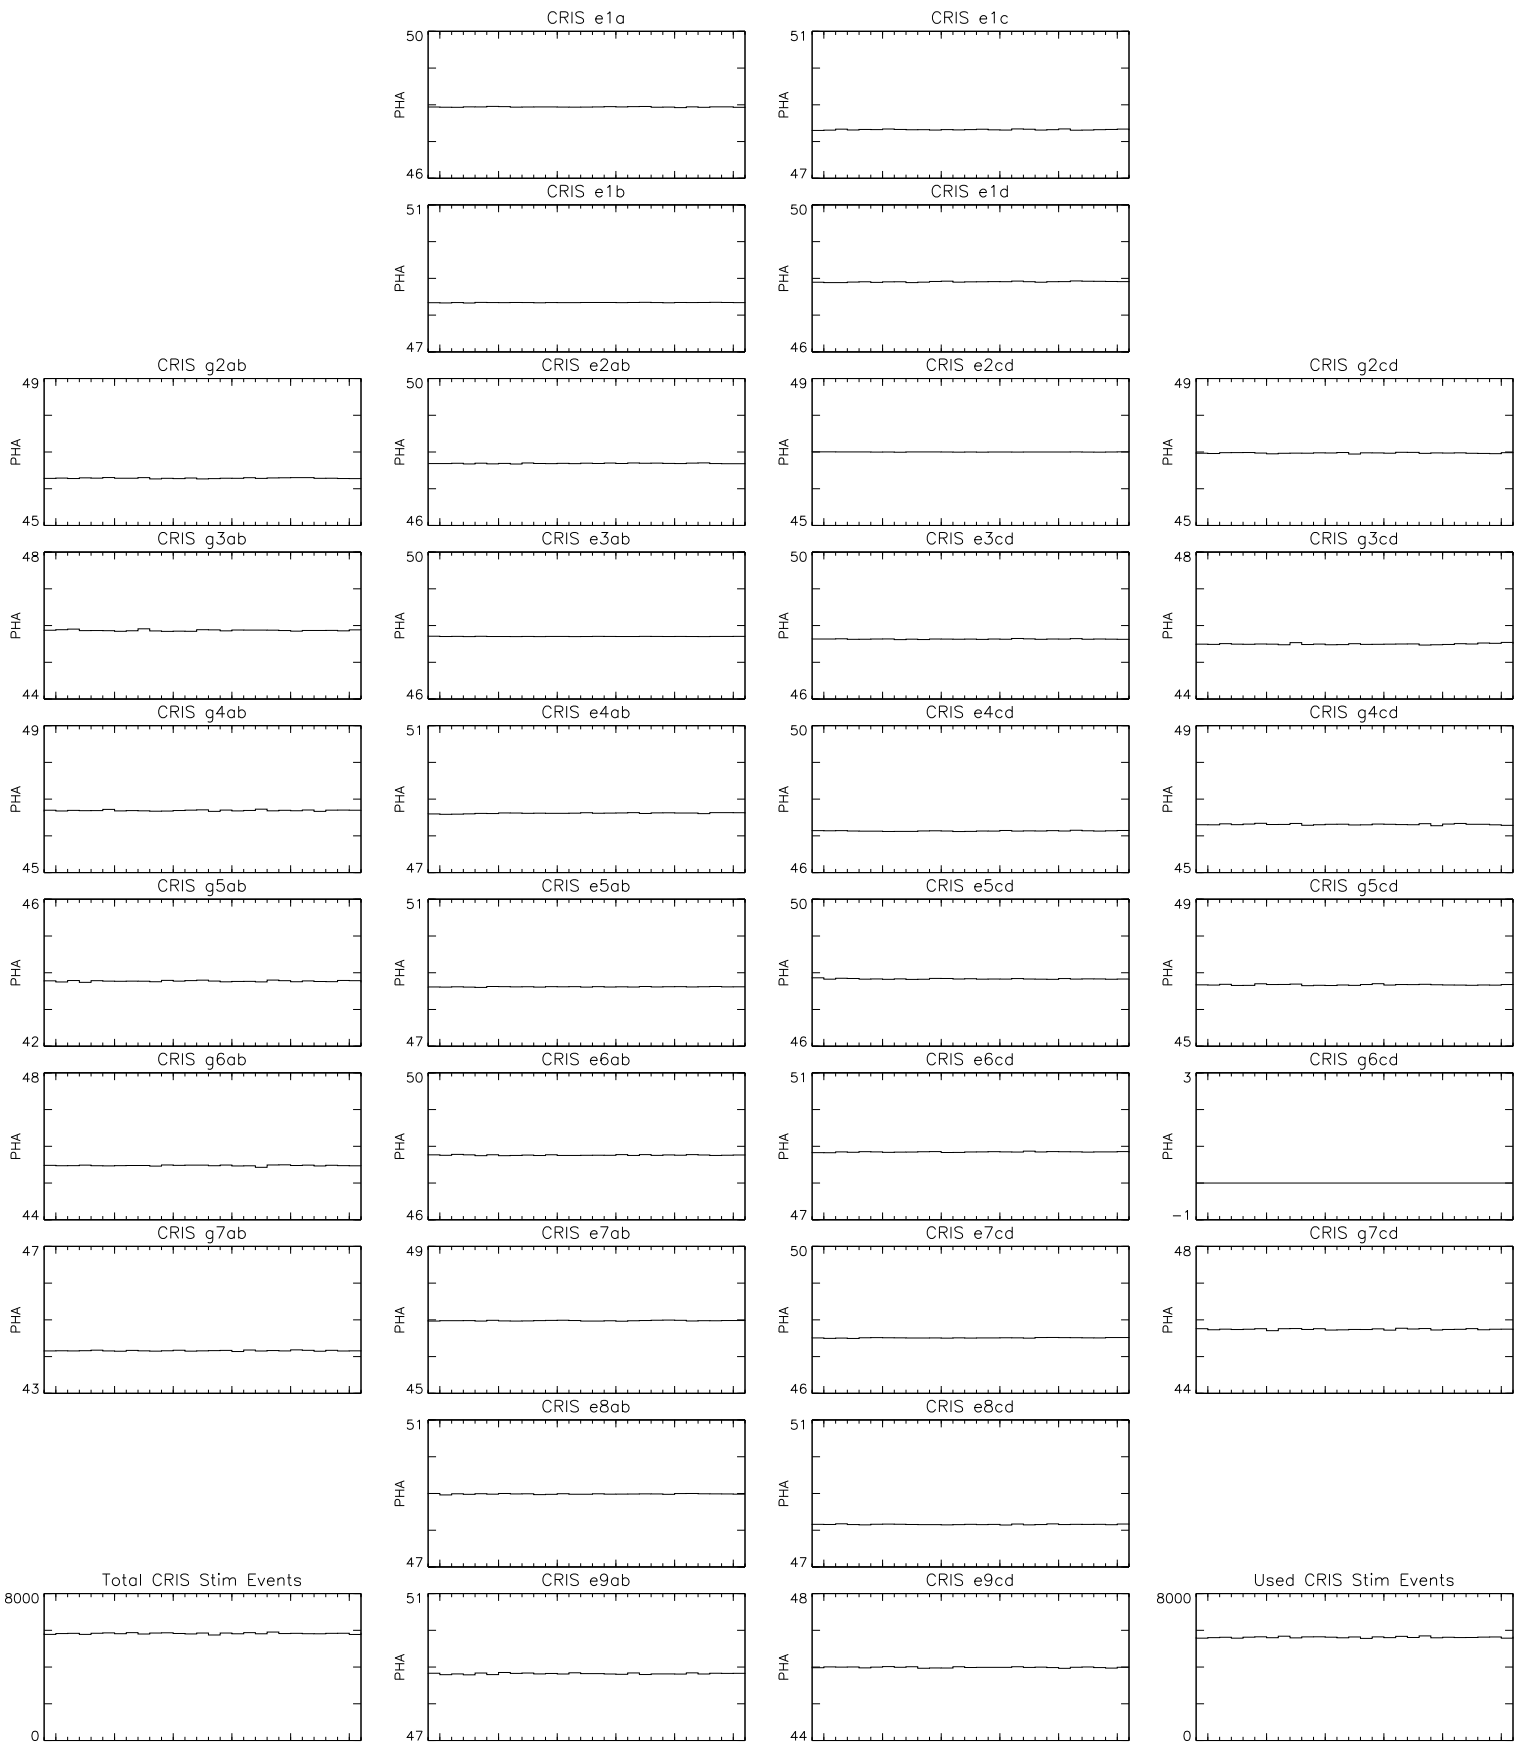 CRIS e1a
50
PHA
46
CRIS e1c
51
PHA
47
CRIS e1b
51
PHA
47
CRIS e1d
50
PHA
46
CRIS g2ab
49
PHA
45
CRIS e2ab
50
PHA
46
CRIS e2cd
49
PHA
45
CRIS g2cd
49
PHA
45
CRIS g3ab
48
PHA
44
CRIS e3ab
50
PHA
46
CRIS e3cd
50
PHA
46
CRIS g3cd
48
PHA
44
CRIS g4ab
49
PHA
45
CRIS e4ab
51
PHA
47
CRIS e4cd
50
PHA
46
CRIS g4cd
49
PHA
45
CRIS g5ab
46
PHA
42
CRIS e5ab
51
PHA
47
CRIS e5cd
50
PHA
46
CRIS g5cd
49
PHA
45
CRIS g6ab
48
PHA
44
CRIS e6ab
50
PHA
46
CRIS e6cd
51
PHA
47
CRIS g6cd
3
PHA
-1
CRIS g7ab
47
PHA
43
CRIS e7ab
49
PHA
45
CRIS e7cd
50
PHA
46
CRIS g7cd
48
PHA
44
CRIS e8ab
51
PHA
47
CRIS e8cd
51
PHA
47
Total CRIS Stim Events
8000
0
CRIS e9ab
51
PHA
47
CRIS e9cd
48
PHA
44
Used CRIS Stim Events
8000
0